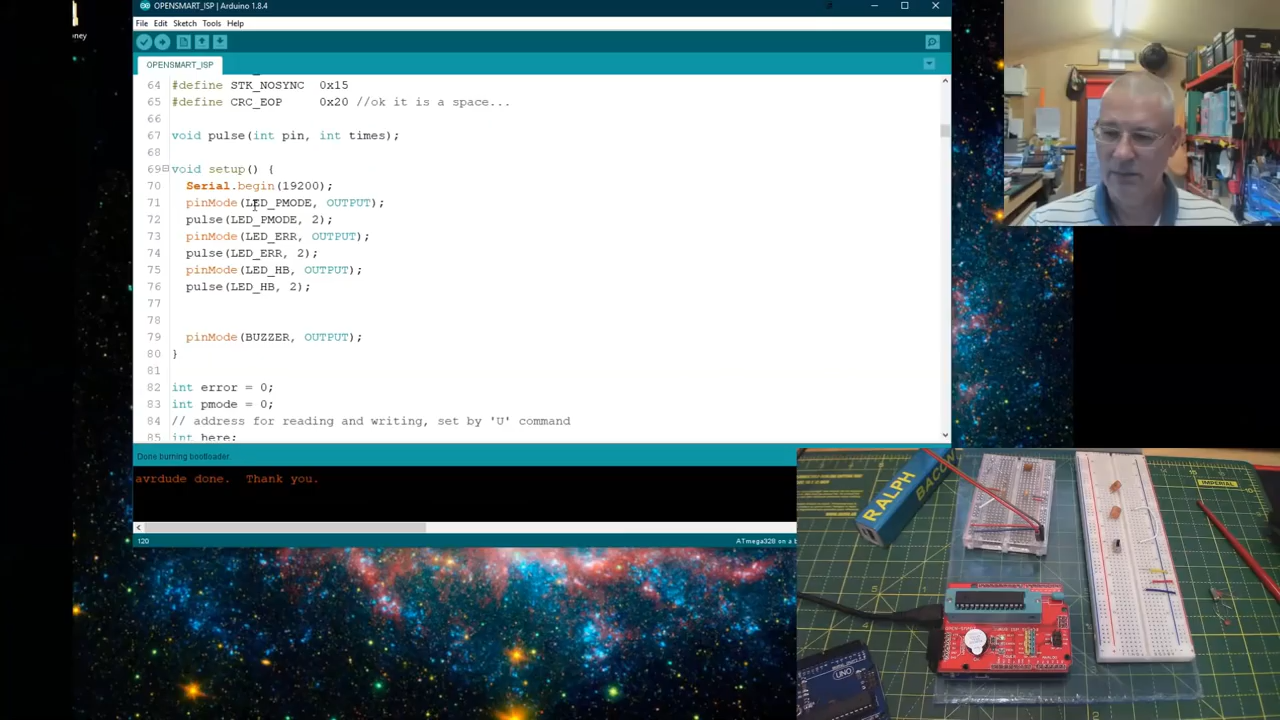 ney
OPENSMART_ISP | Arduino 1.8.4
File Edit Sketch Tools Help
OPENSMART_ISP
64 #define STK_NOSYNC 0x15
65 #define CRC_EOP 0x20 //ok it is a space...
66
67 void pulse(int pin, int times);
68
69 void setup() {
70 Serial.begin(19200);
71 pinMode(LED_PMODE, OUTPUT);
72 pulse(LED_PMODE, 2);
73 pinMode(LED_ERR, OUTPUT);
74 pulse(LED_ERR, 2);
75 pinMode(LED_HB, OUTPUT);
76 pulse(LED_HB, 2);
77
78
79 pinMode(BUZZER, OUTPUT);
80 }
81
82 int error = 0;
83 int pmode = 0;
84 // address for reading and writing, set by 'U' command
85 int here;
Done burning bootloader.
avrdude done. Thank you.
120
ATmega328 on a b
RALPH
BACO
IMPERIAL
UNO